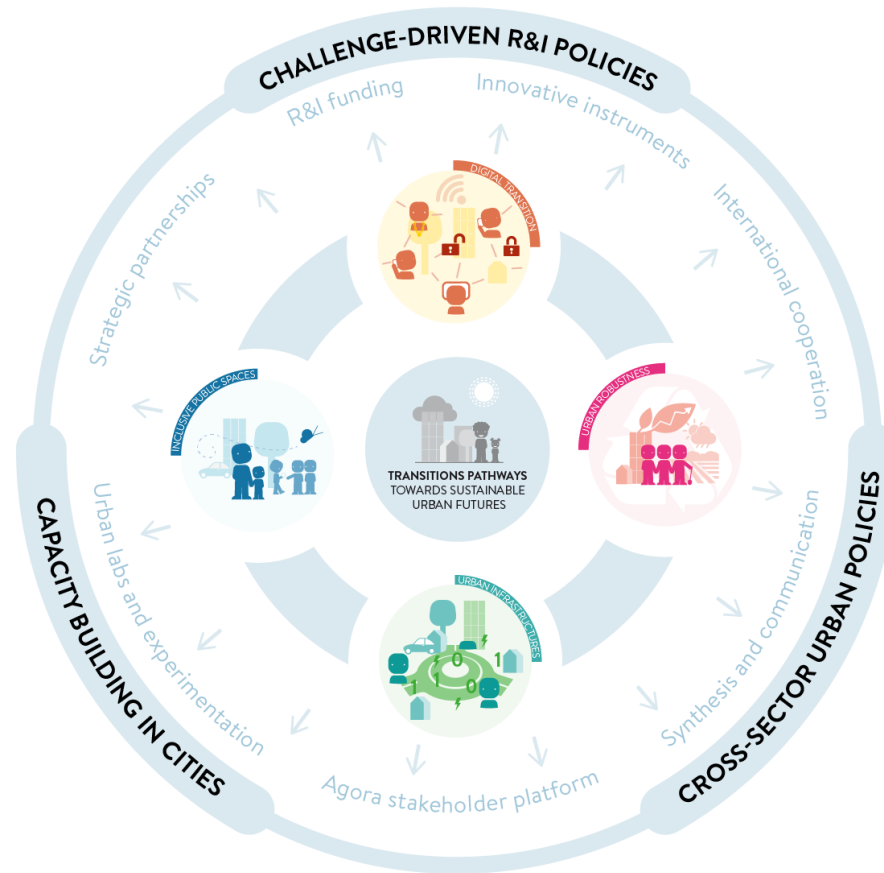 CHALLENGE-DRIVEN R&I POLICIES
R&I funding
Innovative instruments
Strategic partnerships
International cooperation
DIGITAL TRANSITION
INCLUSIVE PUBLIC SPACES
URBAN ROBUSTNESS
TRANSITIONS PATHWAYS
TOWARDS SUSTAINABLE
URBAN FUTURES
URBAN INFRASTRUCTURES
0
1
1
1
0
Urban labs and experimentation
Synthesis and communication
Agora stakeholder platform
CAPACITY BUILDING IN CITIES
CROSS-SECTOR URBAN POLICIES